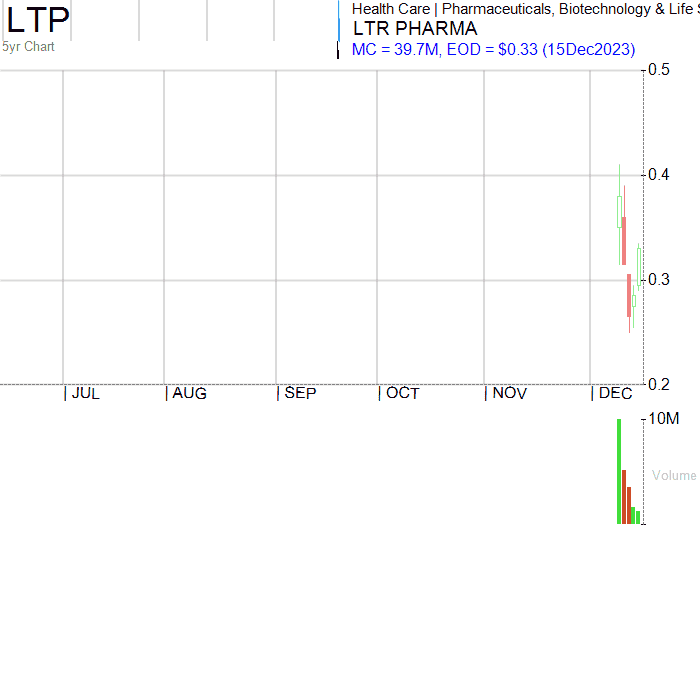 LTP
5yr Chart
Health Care | Pharmaceuticals, Biotechnology & Life S
LTR PHARMA
MC = 39.7M, EOD = $0.33 (15Dec2023)
0.5
0.4
0.3
0.2
JUL
AUG
SEP
OCT
NOV
DEC
10M
Volume